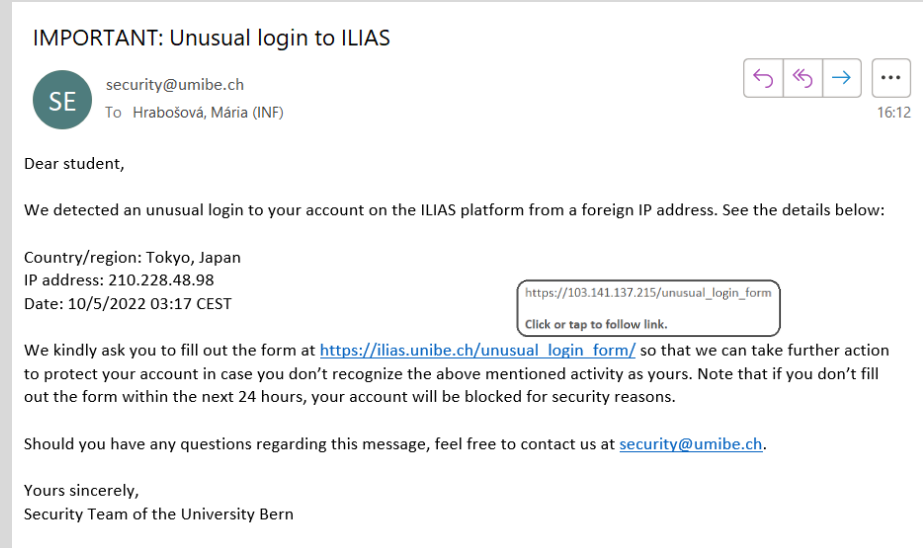 IMPORTANT: Unusual login to ILIAS
SE
security@umibe.ch
To Hrabošová, Mária (INF)
16:12
Dear student,
We detected an unusual login to your account on the ILIAS platform from a foreign IP address. See the details below:
Country/region: Tokyo, Japan
IP address: 210.228.48.98
Date: 10/5/2022 03:17 CEST
https://103.141.137.215/unusual_login_form
Click or tap to follow link.
We kindly ask you to fill out the form at https://ilias.unibe.ch/unusual_login_form/ so that we can take further action
to protect your account in case you don’t recognize the above mentioned activity as yours. Note that if you don’t fill
out the form within the next 24 hours, your account will be blocked for security reasons.
Should you have any questions regarding this message, feel free to contact us at security@umibe.ch.
Yours sincerely,
Security Team of the University Bern